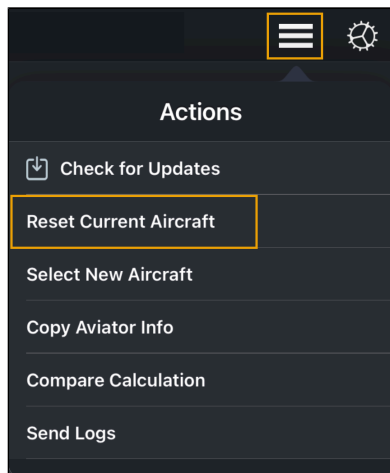 Actions
Check for Updates
Reset Current Aircraft
Select New Aircraft
Copy Aviator Info
Compare Calculation
Send Logs